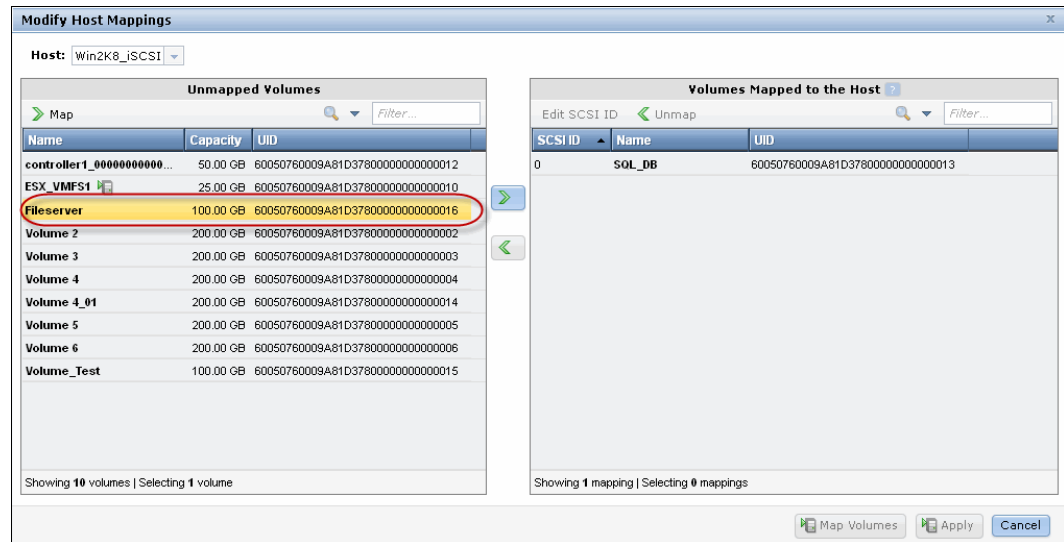 Modify Host Mappings x
Host: Win2K8_iSCSI
Unmapped Volumes
Map Filter...
Name Capacity UID
controller1_00000000000... 50.00 GB 60050760009A81D37800000000000012
ESX_VMFS1 25.00 GB 60050760009A81D37800000000000010
Fileserver 100.00 GB 60050760009A81D37800000000000016
Volume 2 200.00 GB 60050760009A81D37800000000000002
Volume 3 200.00 GB 60050760009A81D37800000000000003
Volume 4 200.00 GB 60050760009A81D37800000000000004
Volume 4_01 200.00 GB 60050760009A81D37800000000000014
Volume 5 200.00 GB 60050760009A81D37800000000000005
Volume 6 200.00 GB 60050760009A81D37800000000000006
Volume_Test 100.00 GB 60050760009A81D37800000000000015
Showing 10 volumes | Selecting 1 volume
Volumes Mapped to the Host ?
Edit SCSI ID Unmap Filter...
SCSI ID Name UID
0 SQL_DB 60050760009A81D37800000000000013
Showing 1 mapping | Selecting 0 mappings
Map Volumes Apply Cancel